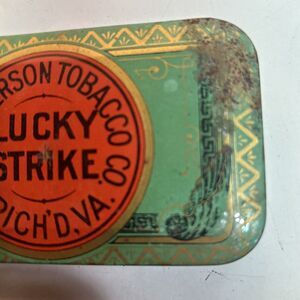 ERSON TOBACCO CO.
LUCKY
STRIKE
RICH'D, VA.